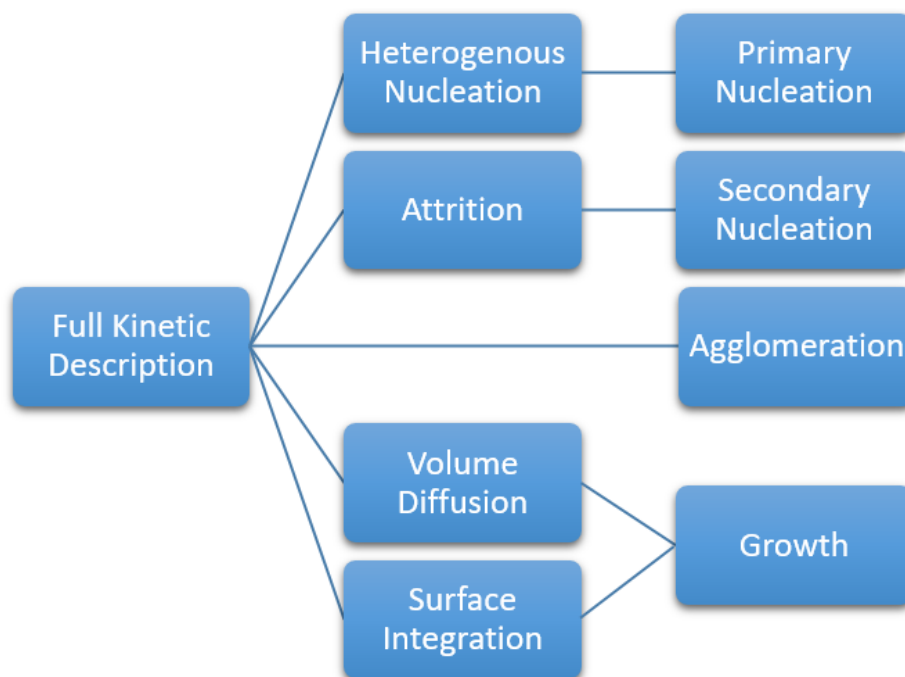 Heterogenous
Nucleation
Primary
Nucleation
Attrition
Secondary
Nucleation
Full Kinetic
Description
Agglomeration
Volume
Diffusion
Growth
Surface
Integration